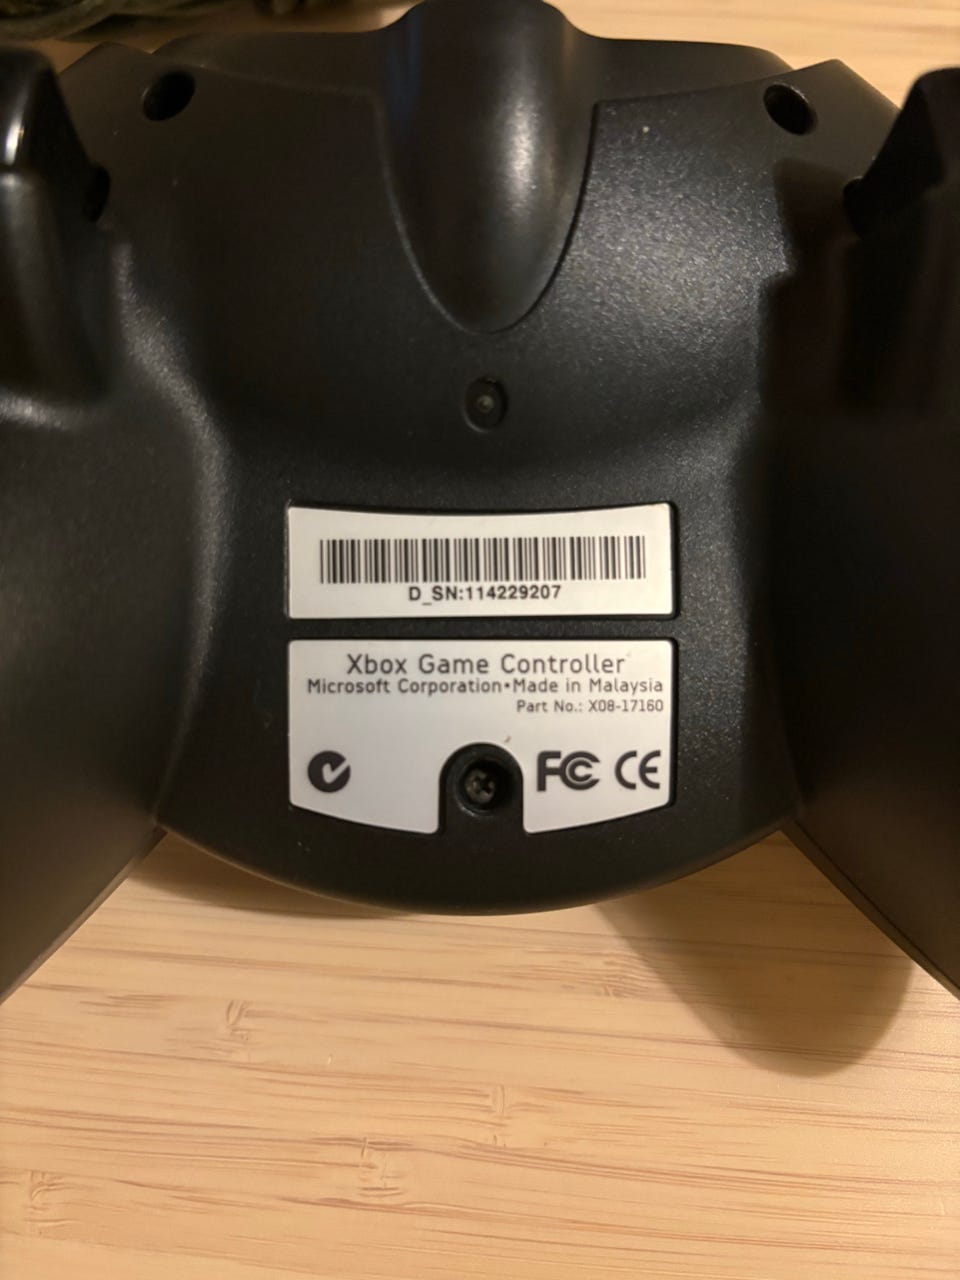 D_SN:114229207
Xbox Game Controller
Microsoft Corporation•Made in Malaysia
Part No.: X08-17160
FC CE